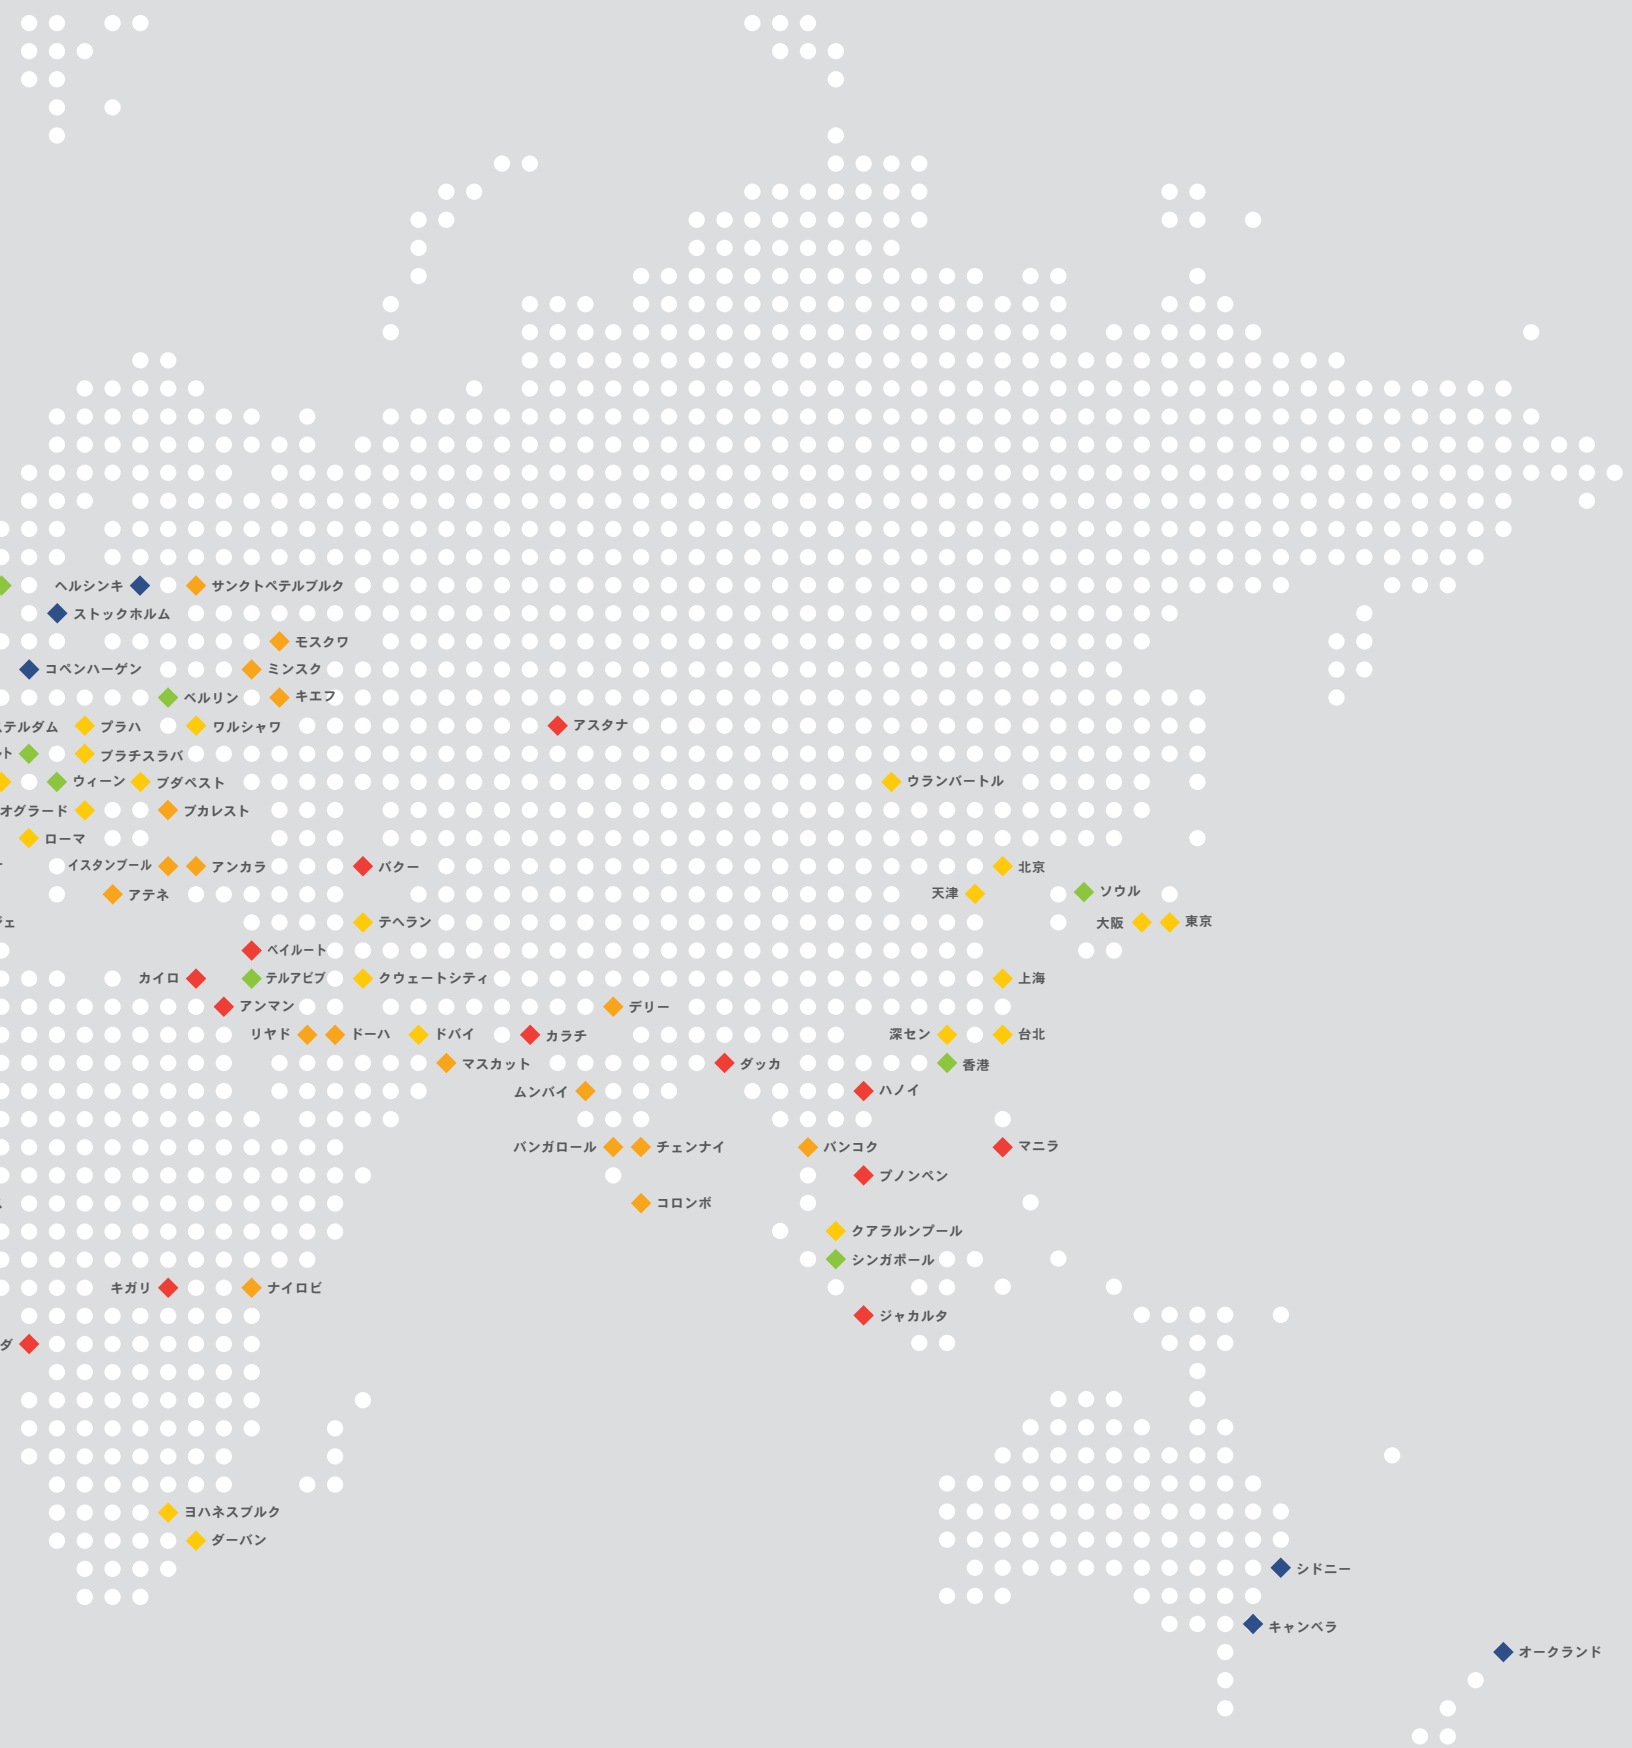 ヘルシンキ
サンクトペテルブルク
ストックホルム
モスクワ
コペンハーゲン
ミンスク
ベルリン
キエフ
テルダム
プラハ
ワルシャワ
アスタナ
ト
ブラチスラバ
ウィーン
ブダペスト
ウランバートル
オグラード
ブカレスト
ローマ
イスタンブール
アンカラ
バクー
北京
アテネ
天津
ソウル
ジェ
テヘラン
大阪
東京
ベイルート
カイロ
テルアビブ
クウェートシティ
上海
アンマン
デリー
リヤド
ドーハ
ドバイ
カラチ
深セン
台北
マスカット
ダッカ
香港
ムンバイ
ハノイ
バンガロール
チェンナイ
バンコク
マニラ
プノンペン
コロンボ
クアラルンプール
シンガポール
キガリ
ナイロビ
ジャカルタ
ダ
ヨハネスブルク
ダーバン
シドニー
キャンベラ
オークランド